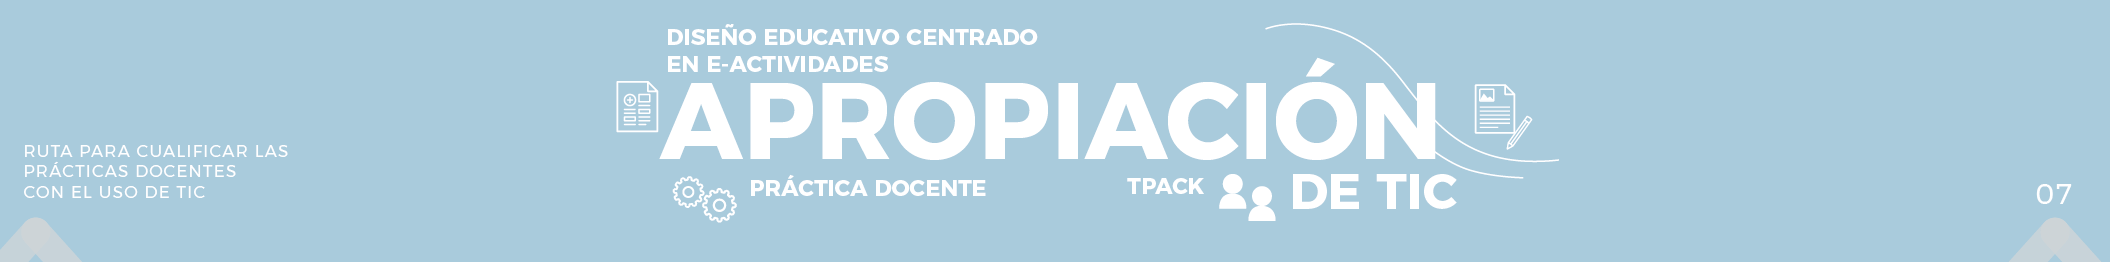 DISEÑO EDUCATIVO CENTRADO
EN E-ACTIVIDADES
APROPIACIÓN
PRÁCTICA DOCENTE
TPACK
DE TIC
RUTA PARA CUALIFICAR LAS
PRÁCTICAS DOCENTES
CON EL USO DE TIC
07